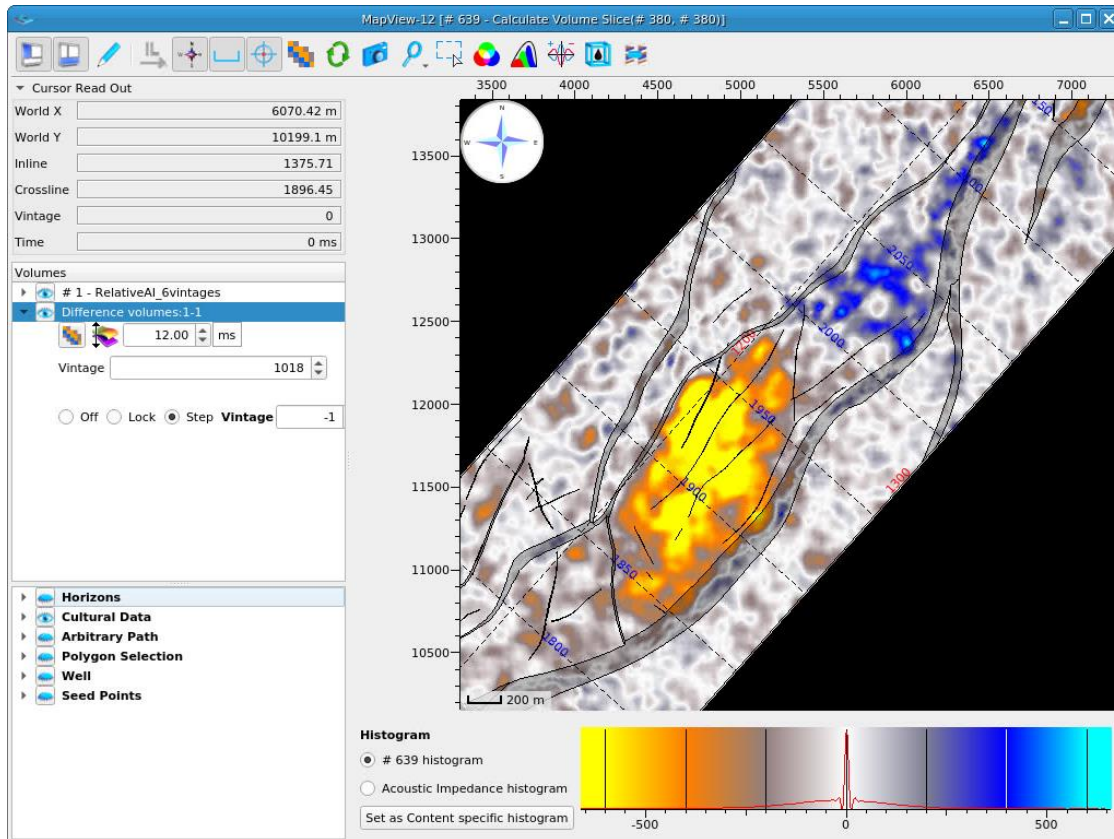 MapView-12 [# 639 - Calculate Volume Slice(# 380, # 380)]
Cursor Read Out
World X 6070.42 m
World Y 10199.1 m
Inline 1375.71
Crossline 1896.45
Vintage 0
Time 0 ms
Volumes
# 1 - RelativeAI_6vintages
Difference volumes:1-1
12.00 ms
Vintage 1018
Off Lock Step Vintage -1
Horizons
Cultural Data
Arbitrary Path
Polygon Selection
Well
Seed Points
3500 4000 4500 5000 5500 6000 6500 7000
N
W E
S
13500
13000
12500
12000
11500
11000
10500
2050
2000
1950
1900
1850
1800
1300
200 m
Histogram
# 639 histogram
Acoustic Impedance histogram
Set as Content specific histogram
-500 0 500